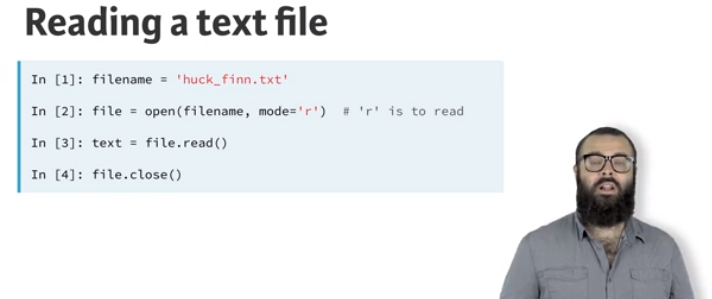 Reading a text file
In [1]: filename = 'huck_finn.txt'
In [2]: file = open(filename, mode='r')  # 'r' is to read
In [3]: text = file.read()
In [4]: file.close()